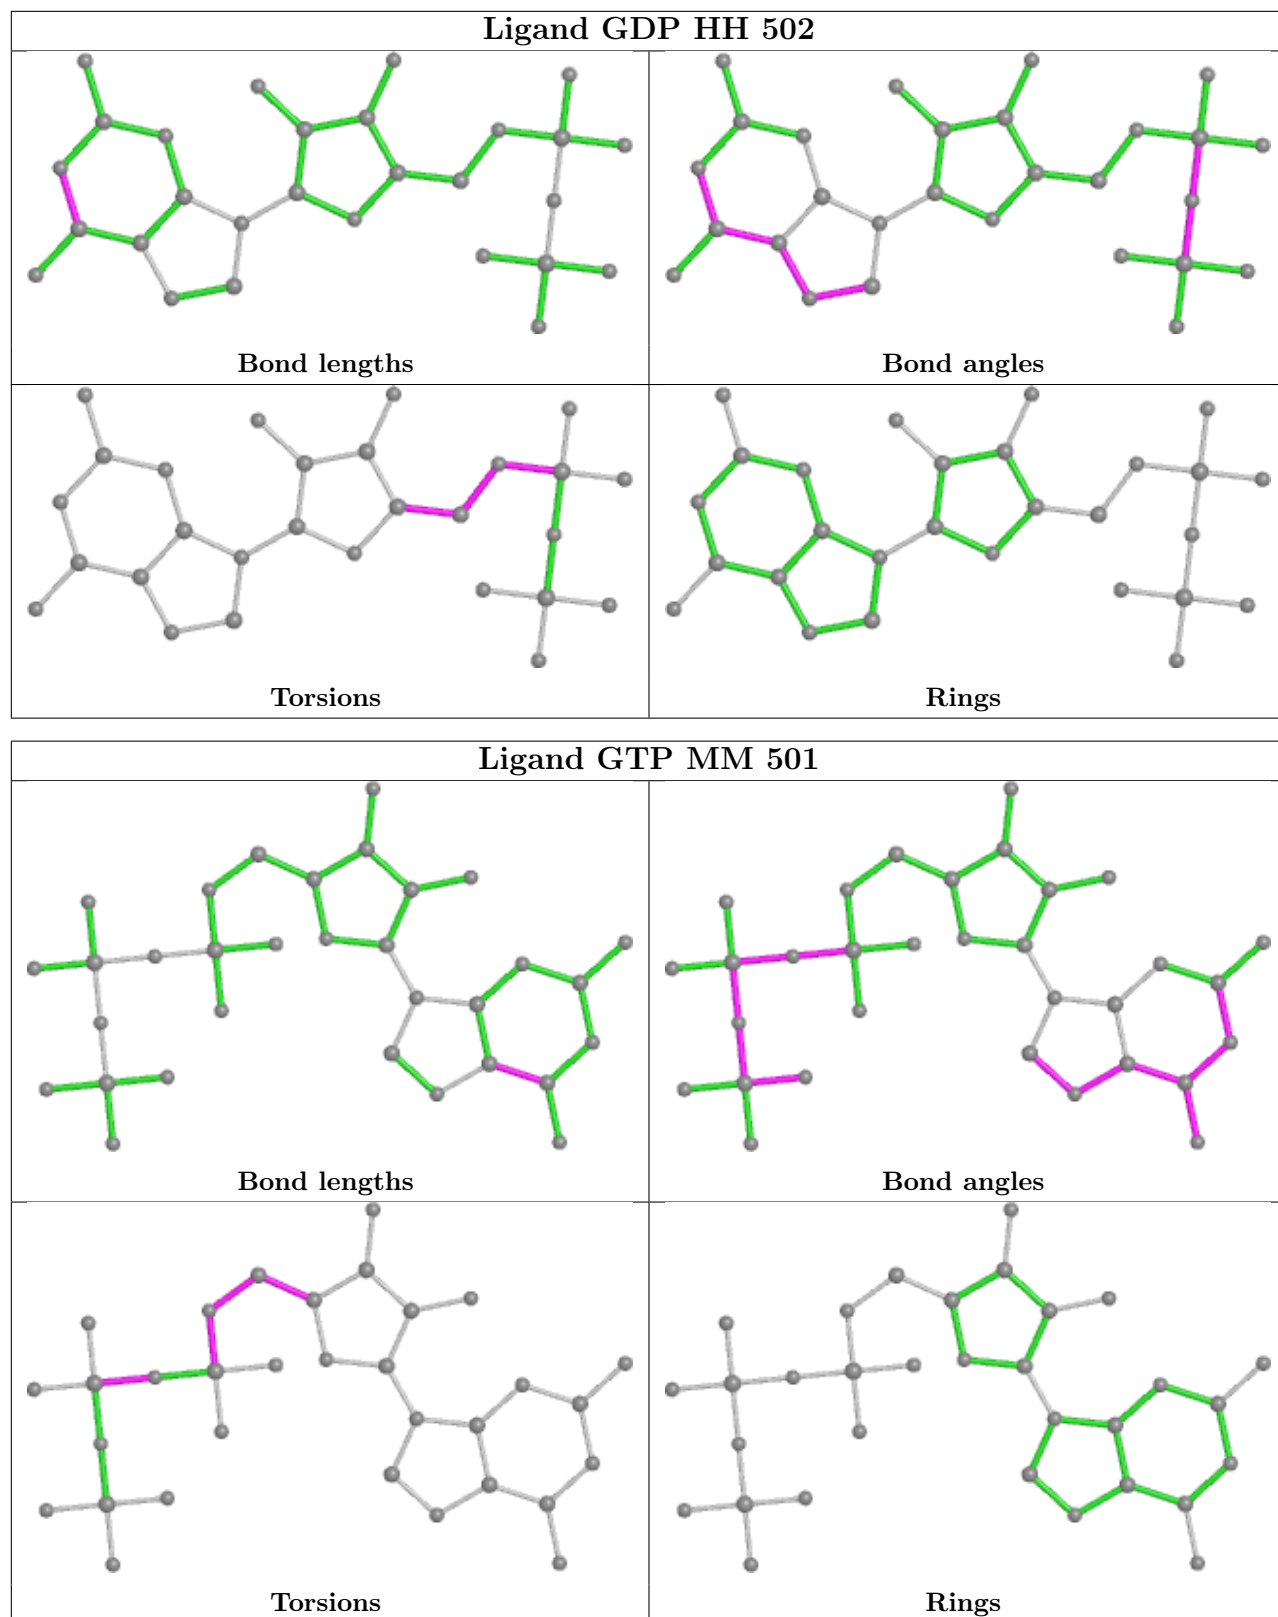 Ligand GDP HH 502
Bond lengths
Bond angles
Torsions
Rings
Ligand GTP MM 501
Bond lengths
Bond angles
Torsions
Rings